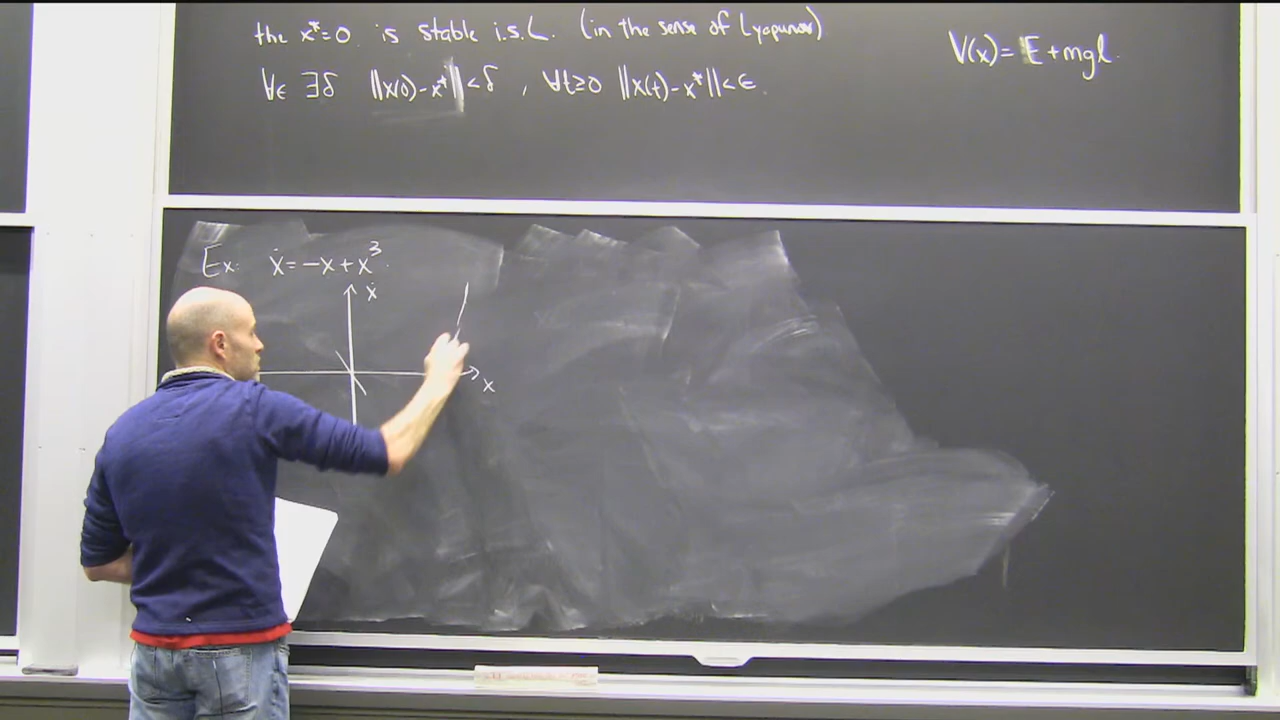 the x*=0 is stable i.s.L. (in the sense of Lyapunov)
∀ϵ ∃δ ||x(0)-x*||<δ, ∀t≥0 ||x(t)-x*||<ϵ
V(x)= E+mgl.
Ex: ẋ=-x+x³.
ẋ
x